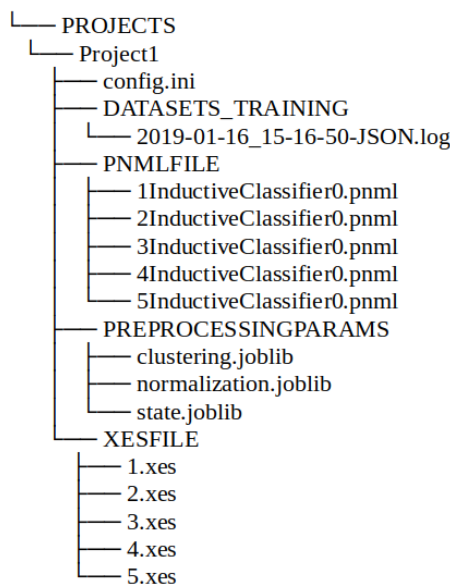 PROJECTS
Project1
config.ini
DATASETS_TRAINING
2019-01-16_15-16-50-JSON.log
PNMLFILE
1InductiveClassifier0.pnml
2InductiveClassifier0.pnml
3InductiveClassifier0.pnml
4InductiveClassifier0.pnml
5InductiveClassifier0.pnml
PREPROCESSINGPARAMS
clustering.joblib
normalization.joblib
state.joblib
XESFILE
1.xes
2.xes
3.xes
4.xes
5.xes